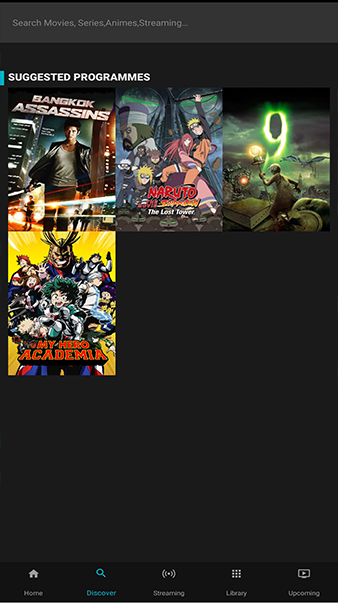 Search Movies, Series,Animes,Streaming...
SUGGESTED PROGRAMMES
BANGKOK
ASSASSINS
NARUTO
SHIPPUDEN
The Lost Tower
9
MY HERO
ACADEMIA
Home
Discover
Streaming
Library
Upcoming